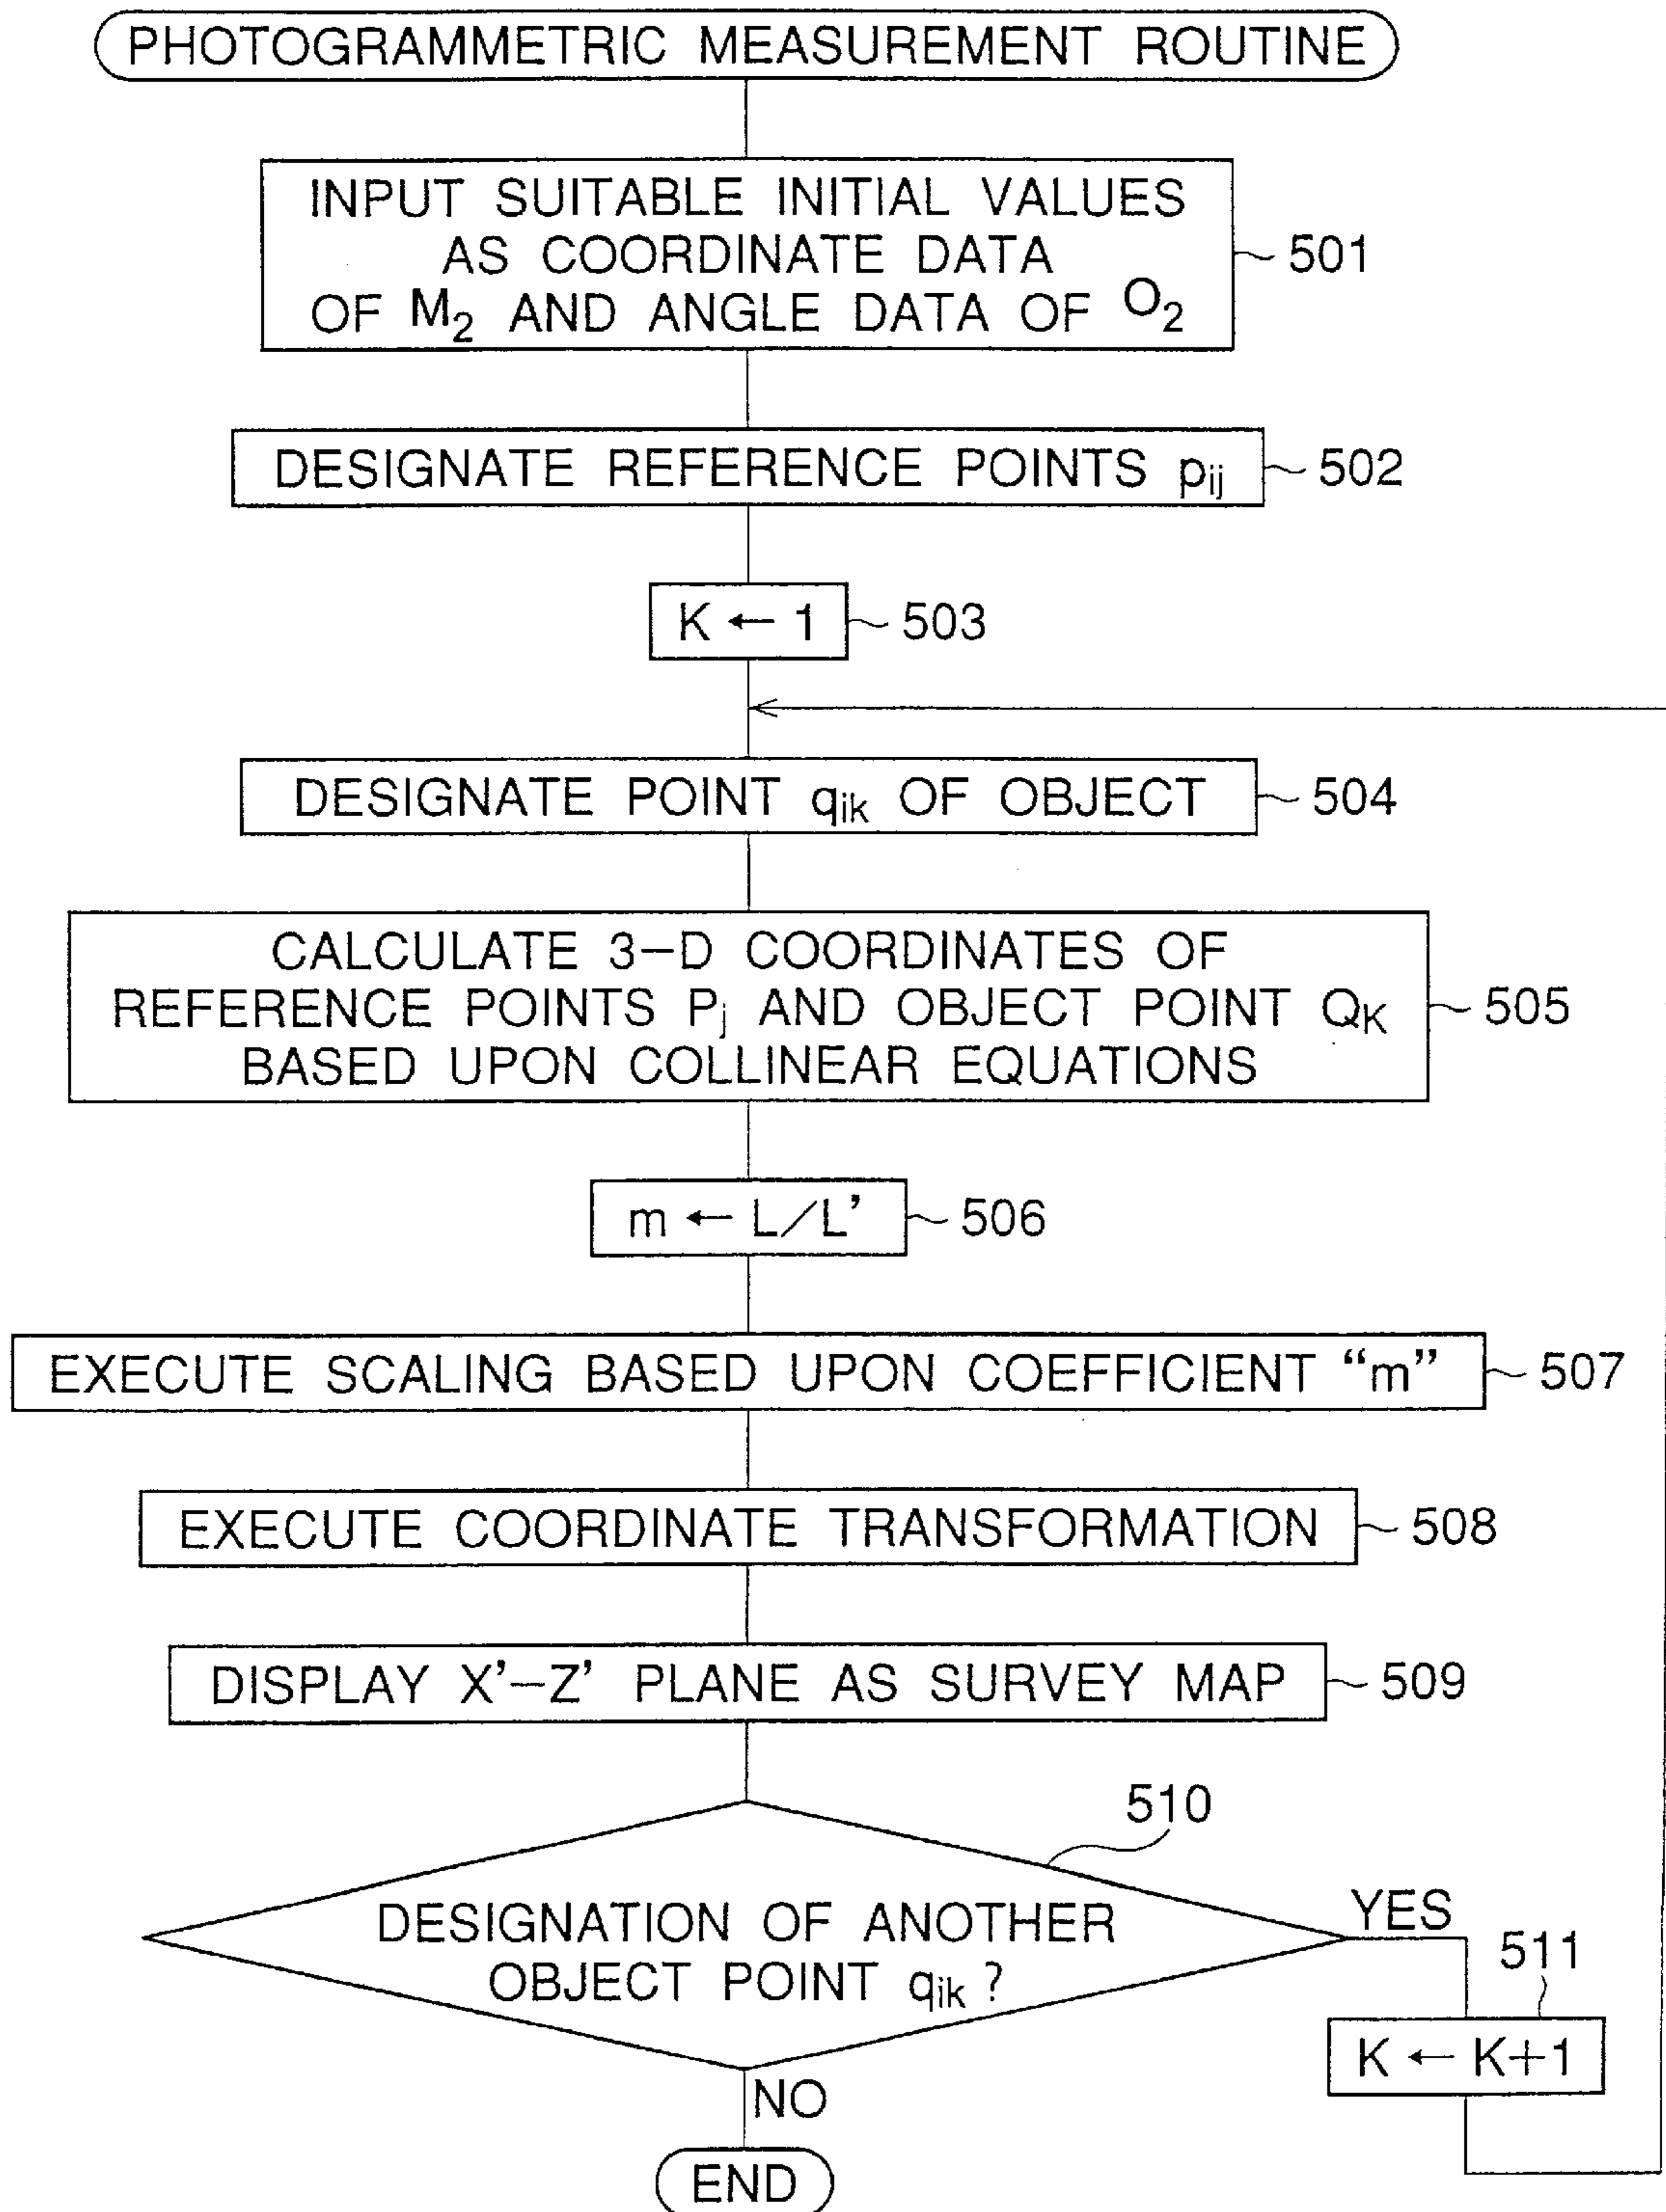 PHOTOGRAMMETRIC MEASUREMENT ROUTINE
INPUT SUITABLE INITIAL VALUES
AS COORDINATE DATA
OF M₂ AND ANGLE DATA OF O₂
501
DESIGNATE REFERENCE POINTS pᵢⱼ
502
K ← 1
503
DESIGNATE POINT qᵢₖ OF OBJECT
504
CALCULATE 3–D COORDINATES OF
REFERENCE POINTS Pⱼ AND OBJECT POINT Qₖ
BASED UPON COLLINEAR EQUATIONS
505
m ← L/L’
506
EXECUTE SCALING BASED UPON COEFFICIENT “m”
507
EXECUTE COORDINATE TRANSFORMATION
508
DISPLAY X’–Z’ PLANE AS SURVEY MAP
509
510
DESIGNATION OF ANOTHER
OBJECT POINT qᵢₖ ?
YES
511
K ← K+1
NO
END